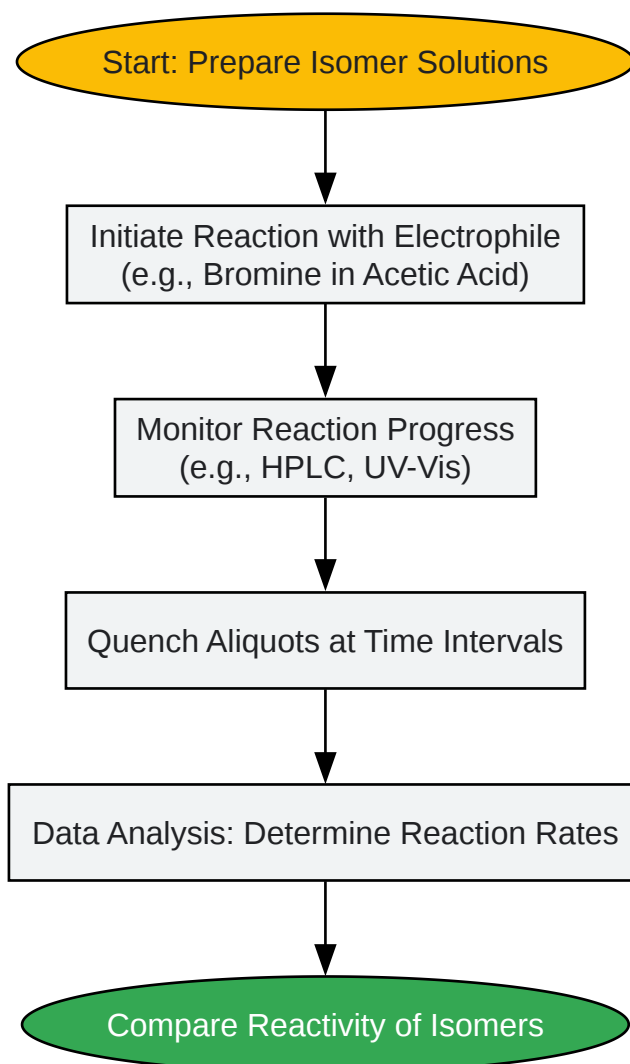 Start: Prepare Isomer Solutions
Initiate Reaction with Electrophile
(e.g., Bromine in Acetic Acid)
Monitor Reaction Progress
(e.g., HPLC, UV-Vis)
Quench Aliquots at Time Intervals
Data Analysis: Determine Reaction Rates
Compare Reactivity of Isomers